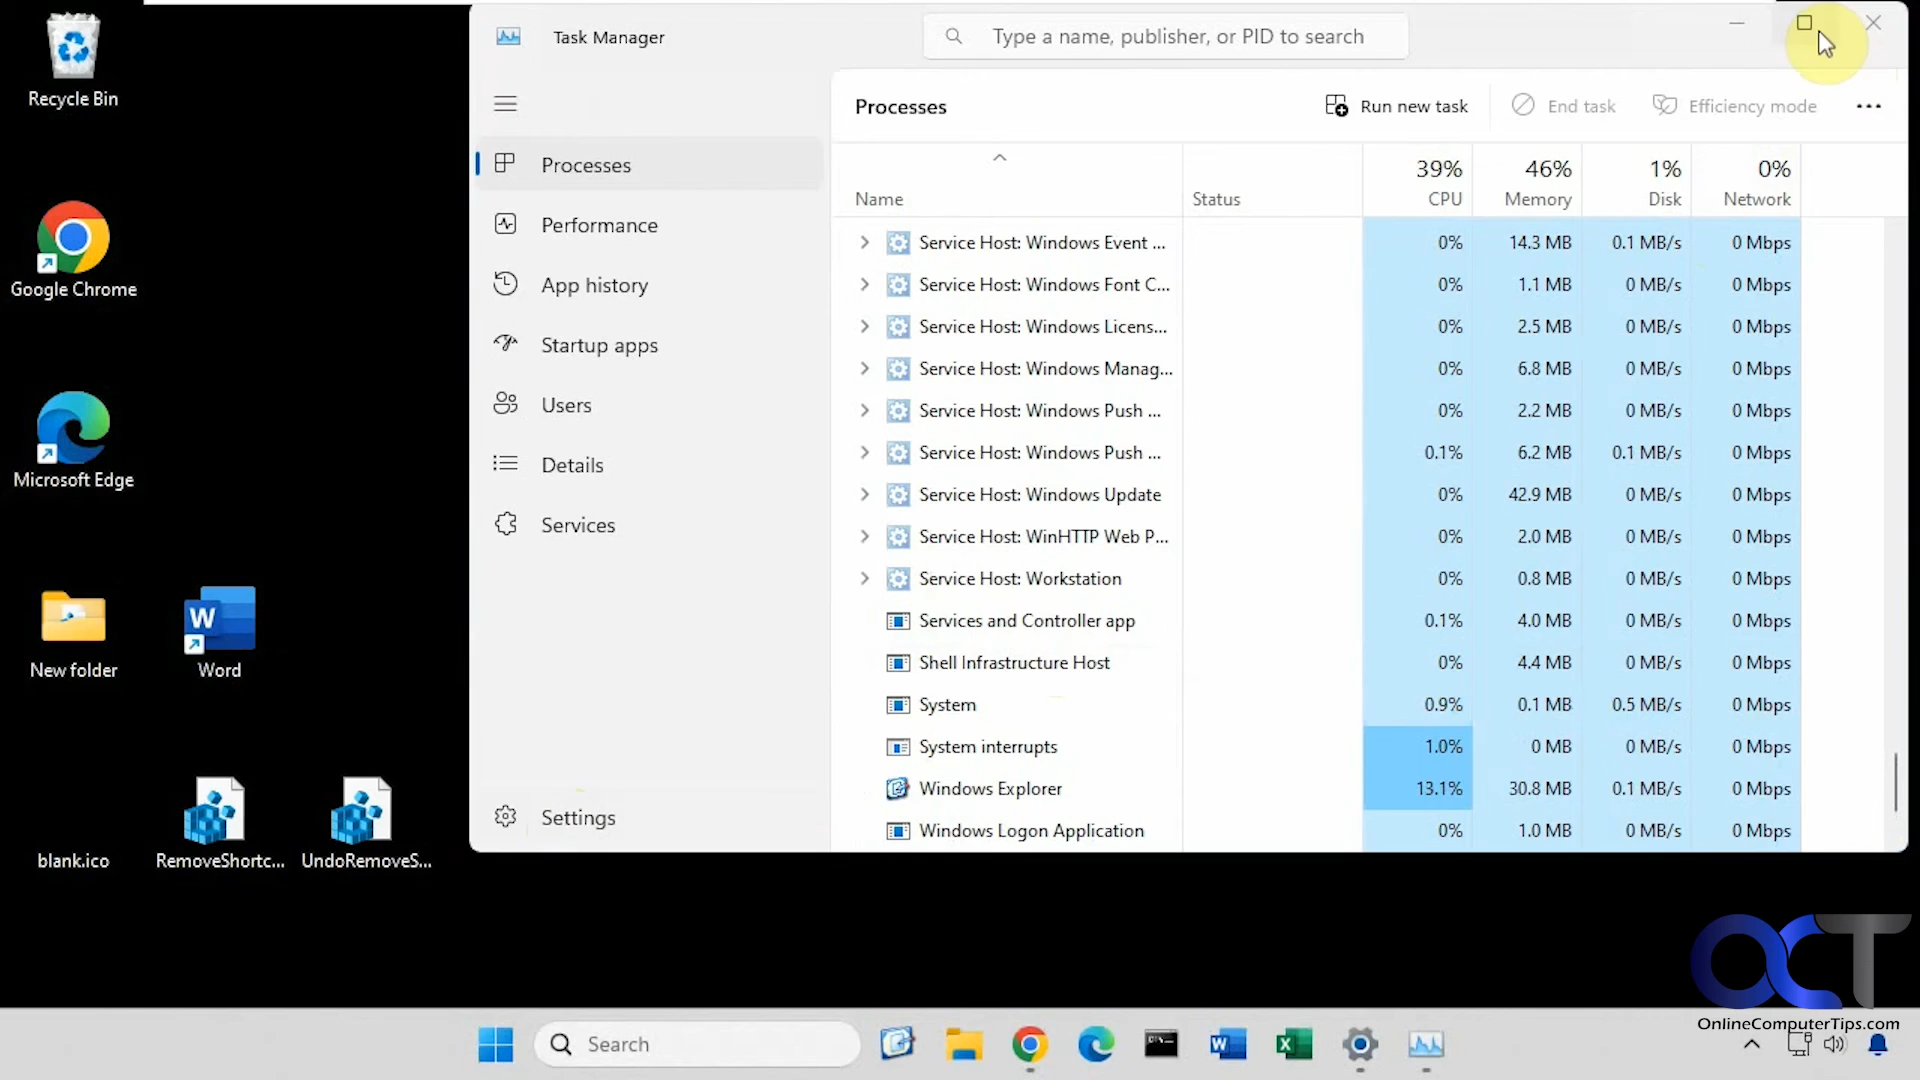 Recycle Bin
Google Chrome
Microsoft Edge
New folder
Word
blank.ico
RemoveShortc...
UndoRemoveS...
Task Manager
Type a name, publisher, or PID to search
Processes
Performance
App history
Startup apps
Users
Details
Services
Settings
Processes
Run new task
End task
Efficiency mode
39% 46% 1% 0%
Name Status CPU Memory Disk Network
Service Host: Windows Event ... 0% 14.3 MB 0.1 MB/s 0 Mbps
Service Host: Windows Font C... 0% 1.1 MB 0 MB/s 0 Mbps
Service Host: Windows Licens... 0% 2.5 MB 0 MB/s 0 Mbps
Service Host: Windows Manag... 0% 6.8 MB 0 MB/s 0 Mbps
Service Host: Windows Push ... 0% 2.2 MB 0 MB/s 0 Mbps
Service Host: Windows Push ... 0.1% 6.2 MB 0.1 MB/s 0 Mbps
Service Host: Windows Update 0% 42.9 MB 0 MB/s 0 Mbps
Service Host: WinHTTP Web P... 0% 2.0 MB 0 MB/s 0 Mbps
Service Host: Workstation 0% 0.8 MB 0 MB/s 0 Mbps
Services and Controller app 0.1% 4.0 MB 0 MB/s 0 Mbps
Shell Infrastructure Host 0% 4.4 MB 0 MB/s 0 Mbps
System 0.9% 0.1 MB 0.5 MB/s 0 Mbps
System interrupts 1.0% 0 MB 0 MB/s 0 Mbps
Windows Explorer 13.1% 30.8 MB 0.1 MB/s 0 Mbps
Windows Logon Application 0% 1.0 MB 0 MB/s 0 Mbps
OCT
OnlineComputerTips.com
Search